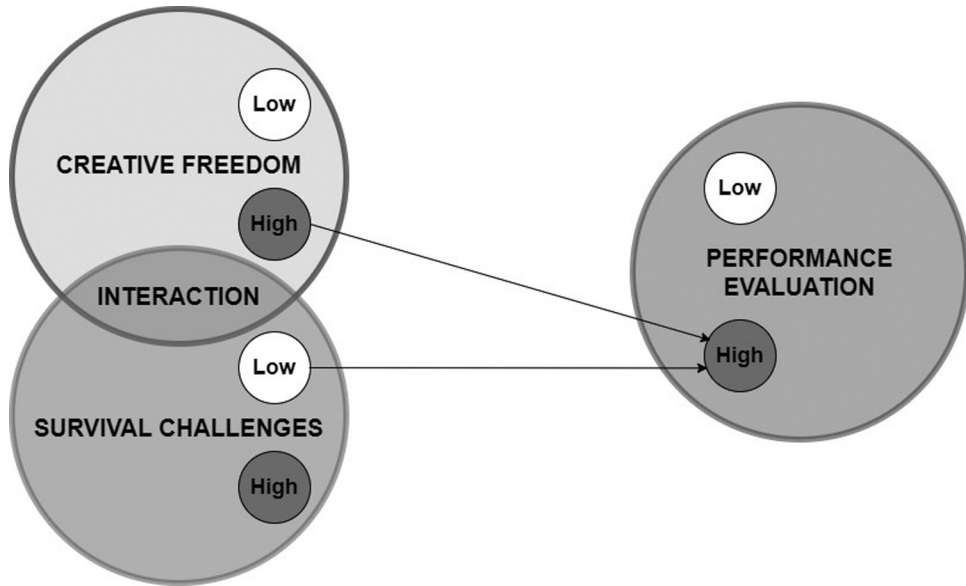 Low
CREATIVE FREEDOM
High
INTERACTION
Low
SURVIVAL CHALLENGES
High
Low
PERFORMANCE
EVALUATION
High